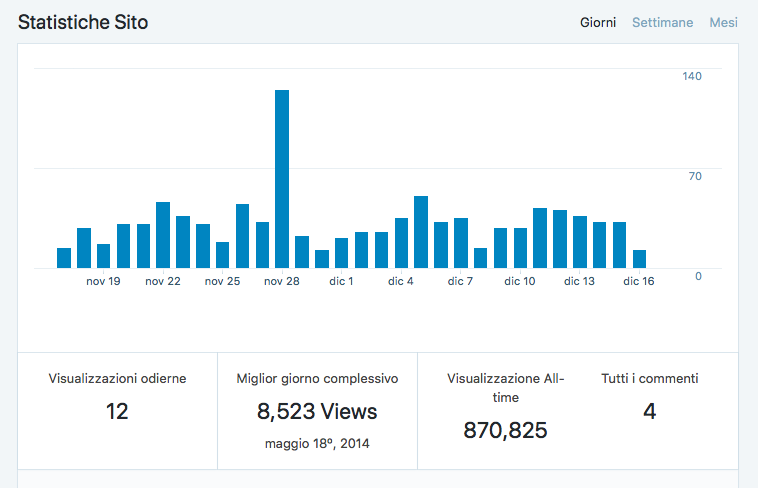 Statistiche Sito
Giorni Settimane Mesi
140
70
0
nov 19 nov 22 nov 25 nov 28 dic 1 dic 4 dic 7 dic 10 dic 13 dic 16
Visualizzazioni odierne
12
Miglior giorno complessivo
8,523 Views
maggio 18º, 2014
Visualizzazione All-
time
870,825
Tutti i commenti
4